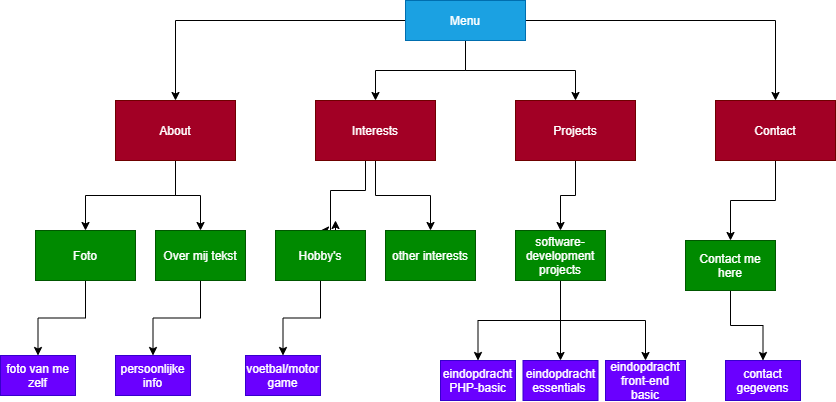 Menu
About
Interests
Projects
Contact
Foto
Over mij tekst
Hobby's
other interests
software-
development
projects
Contact me
here
foto van me
zelf
persoonlijke
info
voetbal/motor
game
eindopdracht
PHP-basic
eindopdracht
essentials
eindopdracht
front-end
basic
contact
gegevens